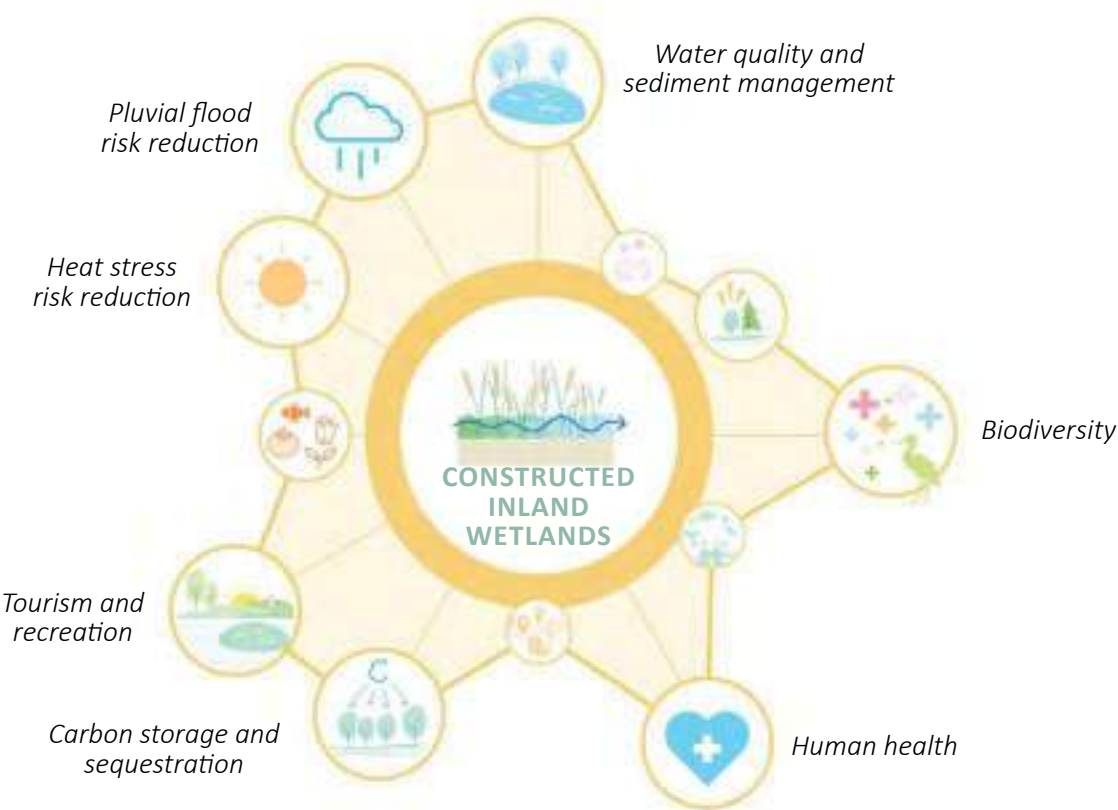 Water quality and
sediment management
Pluvial flood
risk reduction
Heat stress
risk reduction
Biodiversity
CONSTRUCTED
INLAND
WETLANDS
Tourism and
recreation
Carbon storage and
sequestration
Human health